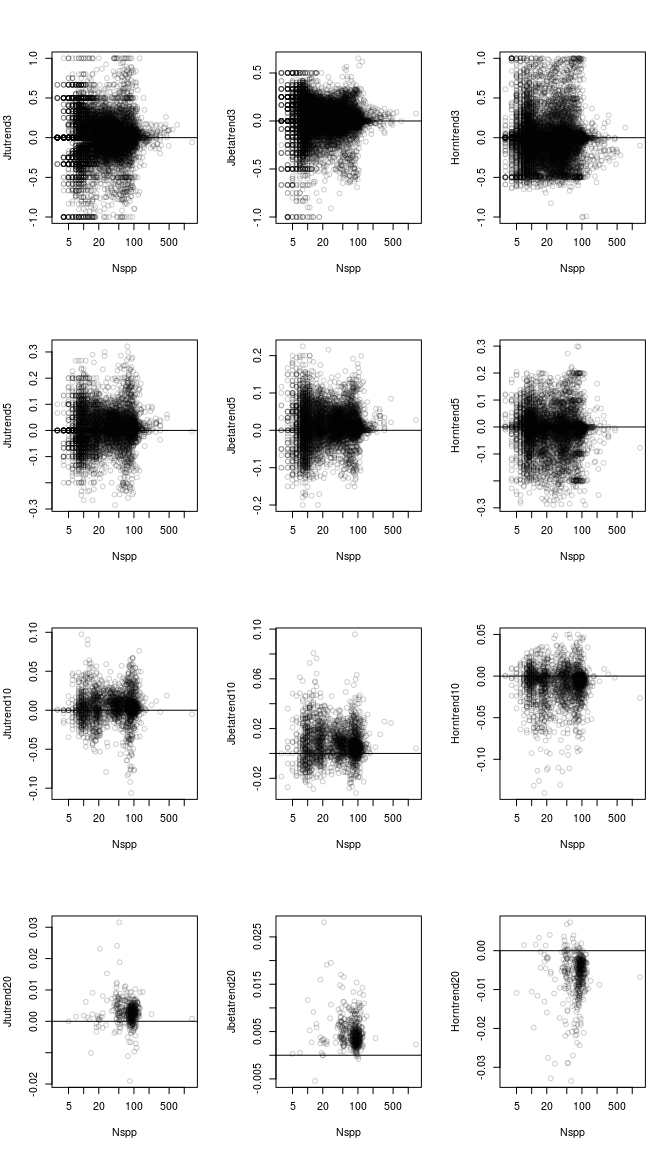 Jtutrend3
1.0
0.5
0.0
-0.5
-1.0
5 20 100 500
Nspp
Jbetatrend3
0.5
0.0
-0.5
-1.0
5 20 100 500
Nspp
Horntrend3
1.0
0.5
0.0
-0.5
-1.0
5 20 100 500
Nspp
Jtutrend5
0.3
0.2
0.1
0.0
-0.1
-0.3
5 20 100 500
Nspp
Jbetatrend5
0.2
0.1
0.0
-0.1
-0.2
5 20 100 500
Nspp
Horntrend5
0.3
0.2
0.1
0.0
-0.1
-0.3
5 20 100 500
Nspp
Jtutrend10
0.10
0.05
0.00
-0.05
-0.10
5 20 100 500
Nspp
Jbetatrend10
0.10
0.06
0.02
-0.02
5 20 100 500
Nspp
Horntrend10
0.05
0.00
-0.05
-0.10
5 20 100 500
Nspp
Jtutrend20
0.03
0.02
0.01
0.00
-0.02
5 20 100 500
Nspp
Jbetatrend20
0.025
0.015
0.005
-0.005
5 20 100 500
Nspp
Horntrend20
0.00
-0.01
-0.02
-0.03
5 20 100 500
Nspp